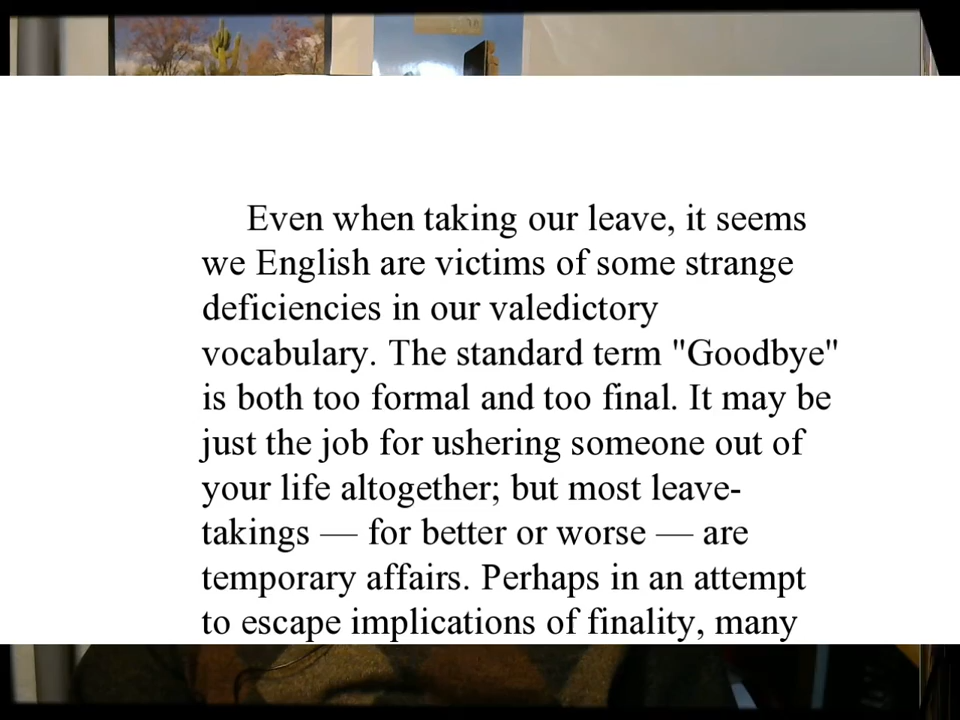 Even when taking our leave, it seems
we English are victims of some strange
deficiencies in our valedictory
vocabulary. The standard term "Goodbye"
is both too formal and too final. It may be
just the job for ushering someone out of
your life altogether; but most leave-
takings — for better or worse — are
temporary affairs. Perhaps in an attempt
to escape implications of finality, many